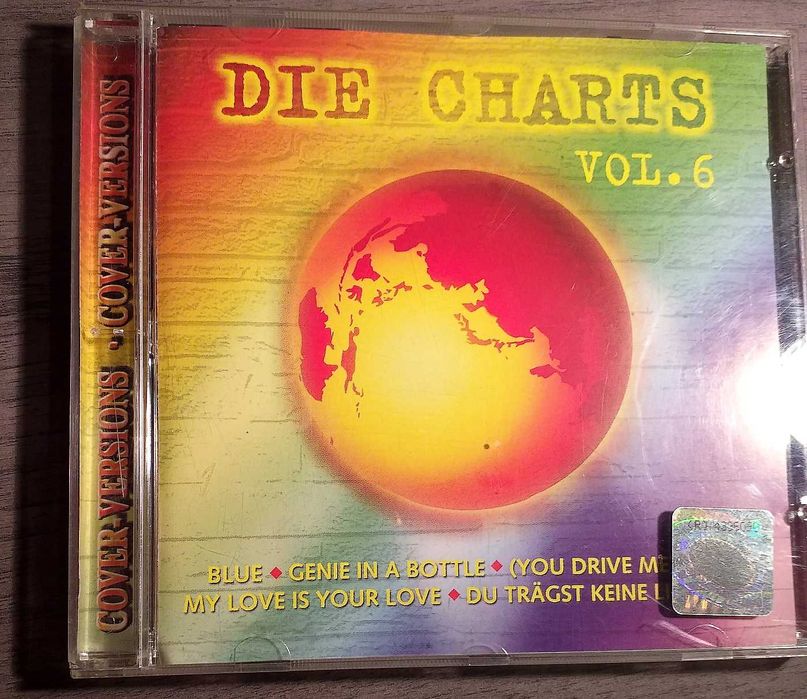 DIE CHARTS
VOL.6
BLUE ◆ GENIE IN A BOTTLE ◆ (YOU DRIVE ME
MY LOVE IS YOUR LOVE ◆ DU TRÄGST KEINE L
COVER-VERSIONS • COVER-VERSIONS